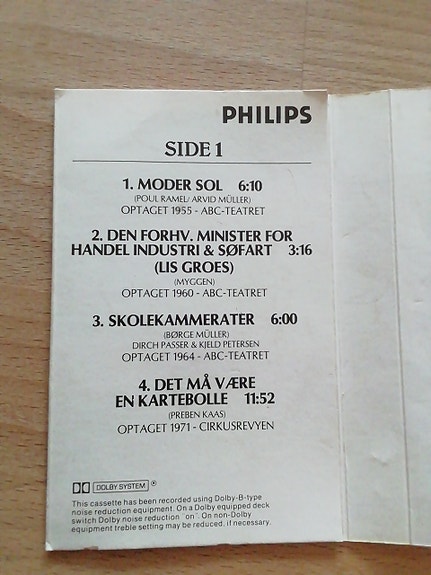 PHILIPS
SIDE 1
1. MODER SOL 6:10
(POUL RAMEL/ ARVID MÜLLER)
OPTAGET 1955 - ABC-TEATRET
2. DEN FORHV. MINISTER FOR
HANDEL INDUSTRI & SØFART 3:16
(LIS GROES)
(MYGGEN)
OPTAGET 1960 - ABC-TEATRET
3. SKOLEKAMMERATER 6:00
(BØRGE MÜLLER)
DIRCH PASSER & KJELD PETERSEN
OPTAGET 1964 - ABC-TEATRET
4. DET MÅ VÆRE
EN KARTEBOLLE 11:52
(PREBEN KAAS)
OPTAGET 1971 - CIRKUSREVYEN
DOLBY SYSTEM ®
This cassette has been recorded using Dolby-B-type
noise reduction equipment. On a Dolby equipped deck
switch Dolby noise reduction "on". On non-Dolby
equipment treble setting may be reduced, if necessary.